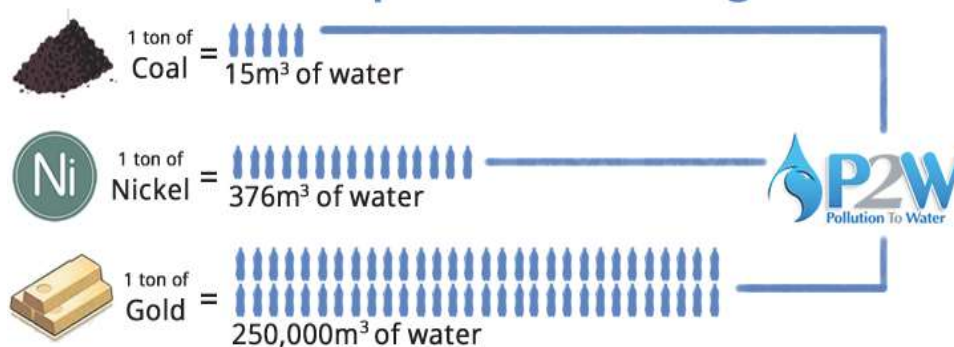 1 ton of
Coal =
15m³ of water
Ni
1 ton of
Nickel =
376m³ of water
P2W
Pollution To Water
1 ton of
Gold =
250,000m³ of water